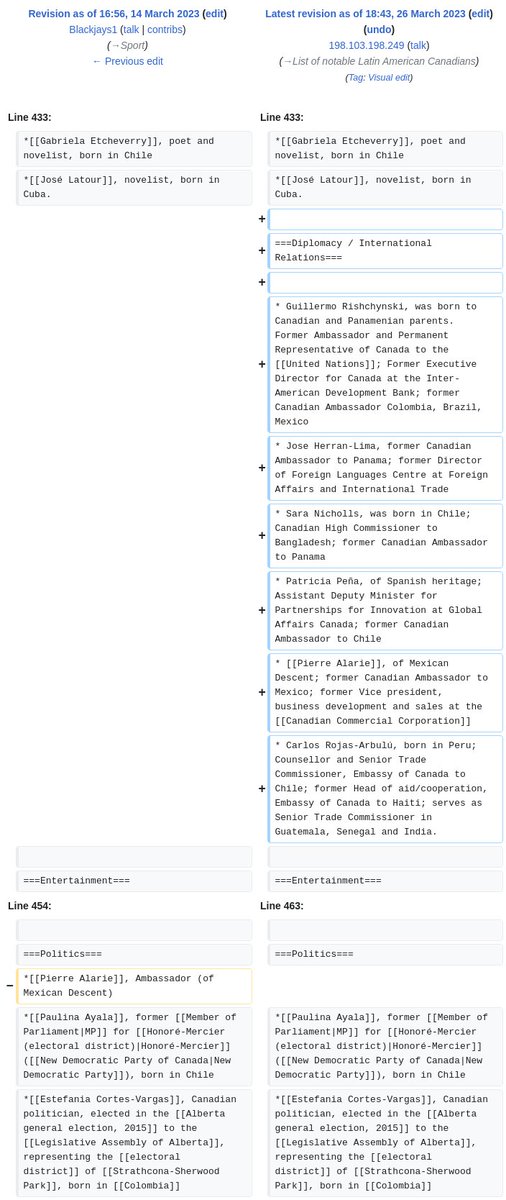 Revision as of 16:56, 14 March 2023 (edit)
Blackjays1 (talk | contribs)
(→Sport)
← Previous edit
Latest revision as of 18:43, 26 March 2023 (edit)
(undo)
198.103.198.249 (talk)
(→List of notable Latin American Canadians)
(Tag: Visual edit)
Line 433:
Line 433:
*[[Gabriela Etcheverry]], poet and
novelist, born in Chile
*[[Gabriela Etcheverry]], poet and
novelist, born in Chile
*[[José Latour]], novelist, born in
Cuba.
*[[José Latour]], novelist, born in
Cuba.
+
+ ===Diplomacy / International
Relations===
+
+ * Guillermo Rishchynski, was born to
Canadian and Panamenian parents.
Former Ambassador and Permanent
Representative of Canada to the
[[United Nations]]; Former Executive
Director for Canada at the Inter-
American Development Bank; former
Canadian Ambassador Colombia, Brazil,
Mexico
+ * Jose Herran-Lima, former Canadian
Ambassador to Panama; former Director
of Foreign Languages Centre at Foreign
Affairs and International Trade
+ * Sara Nicholls, was born in Chile;
Canadian High Commissioner to
Bangladesh; former Canadian Ambassador
to Panama
+ * Patricia Peña, of Spanish heritage;
Assistant Deputy Minister for
Partnerships for Innovation at Global
Affairs Canada; former Canadian
Ambassador to Chile
+ * [[Pierre Alarie]], of Mexican
Descent; former Canadian Ambassador to
Mexico; former Vice president,
business development and sales at the
[[Canadian Commercial Corporation]]
+ * Carlos Rojas-Arbulú, born in Peru;
Counsellor and Senior Trade
Commissioner, Embassy of Canada to
Chile; former Head of aid/cooperation,
Embassy of Canada to Haiti; serves as
Senior Trade Commissioner in
Guatemala, Senegal and India.
===Entertainment===
===Entertainment===
Line 454:
Line 463:
===Politics===
===Politics===
− *[[Pierre Alarie]], Ambassador (of
Mexican Descent)
*[[Paulina Ayala]], former [[Member of
Parliament|MP]] for [[Honoré-Mercier
(electoral district)|Honoré-Mercier]]
([[New Democratic Party of Canada|New
Democratic Party]]), born in Chile
*[[Paulina Ayala]], former [[Member of
Parliament|MP]] for [[Honoré-Mercier
(electoral district)|Honoré-Mercier]]
([[New Democratic Party of Canada|New
Democratic Party]]), born in Chile
*[[Estefania Cortes-Vargas]], Canadian
politician, elected in the [[Alberta
general election, 2015]] to the
[[Legislative Assembly of Alberta]],
representing the [[electoral
district]] of [[Strathcona-Sherwood
Park]], born in [[Colombia]]
*[[Estefania Cortes-Vargas]], Canadian
politician, elected in the [[Alberta
general election, 2015]] to the
[[Legislative Assembly of Alberta]],
representing the [[electoral
district]] of [[Strathcona-Sherwood
Park]], born in [[Colombia]]